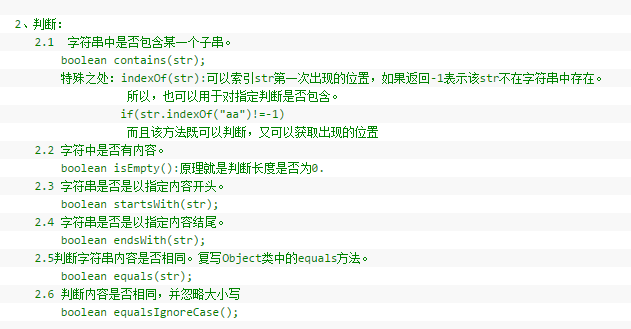 2、判断:
2.1 字符串中是否包含某一个子串。
boolean contains(str);
特殊之处: indexOf(str):可以索引str第一次出现的位置, 如果返回-1表示该str不在字符串中存在。
所以, 也可以用于对指定判断是否包含。
if(str.indexOf("aa")!=-1)
而且该方法既可以判断, 又可以获取出现的位置
2.2 字符中是否有内容。
boolean isEmpty():原理就是判断长度是否为0.
2.3 字符串是否是以指定内容开头。
boolean startsWith(str);
2.4 字符串是否是以指定内容结尾。
boolean endsWith(str);
2.5判断字符串内容是否相同。复写Object类中的equals方法。
boolean equals(str);
2.6 判断内容是否相同, 并忽略大小写
boolean equalsIgnoreCase();